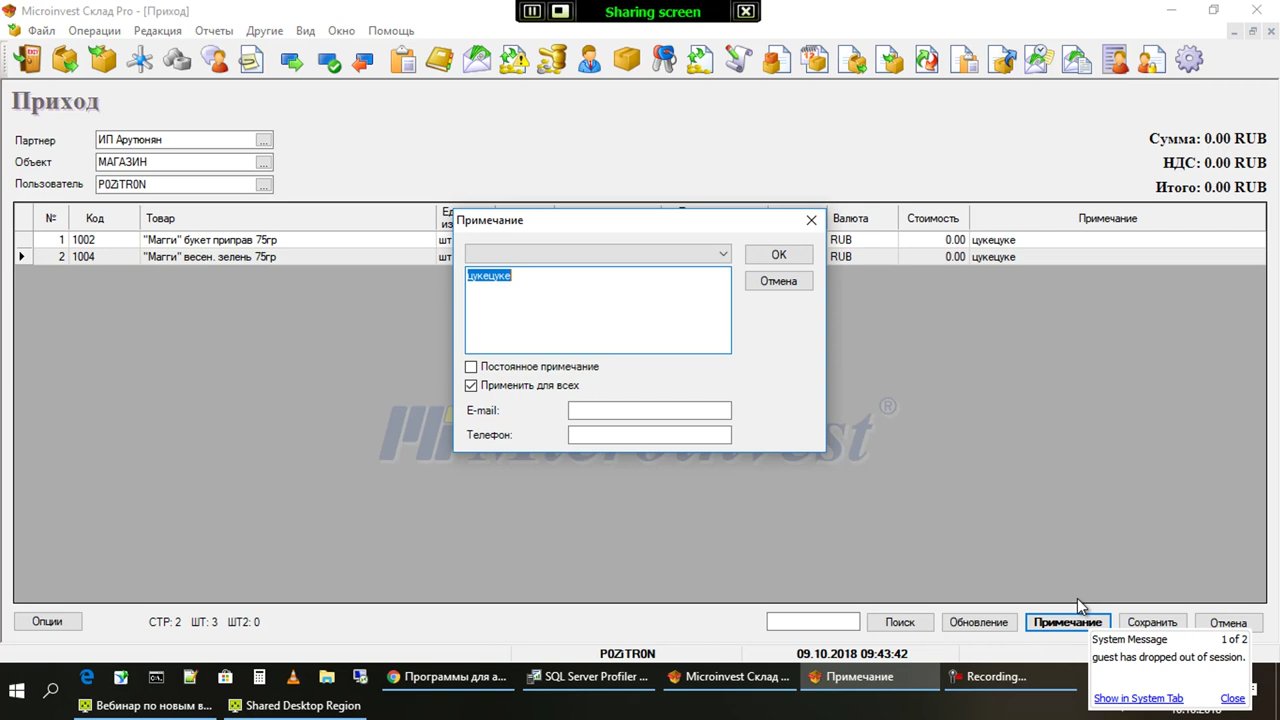 Microinvest Склад Pro - [Приход]
Sharing screen
Файл Операции Редакция Отчеты Другие Вид Окно Помощь
EXIT
Приход
Партнер ИП Арутюнян ...
Объект МАГАЗИН ...
Пользователь P0ZiTR0N ...
Сумма: 0.00 RUB
НДС: 0.00 RUB
Итого: 0.00 RUB
№ Код Товар Валюта Стоимость Примечание
1 1002 "Магги" букет приправ 75гр шт RUB 0.00 цукецуке
2 1004 "Магги" весен. зелень 75гр шт RUB 0.00 цукецуке
Примечание
OK
цукецуке
Отмена
Постоянное примечание
Применить для всех
E-mail:
Телефон:
Microinvest ®
Опции СТР: 2 ШТ: 3 ШТ2: 0 Поиск Обновление Примечание Сохранить Отмена
P0ZiTR0N 09.10.2018 09:43:42
System Message 1 of 2
guest has dropped out of session.
Show in System Tab Close
Программы для а... SQL Server Profiler ... Microinvest Склад ... Примечание Recording...
Вебинар по новым в... Shared Desktop Region